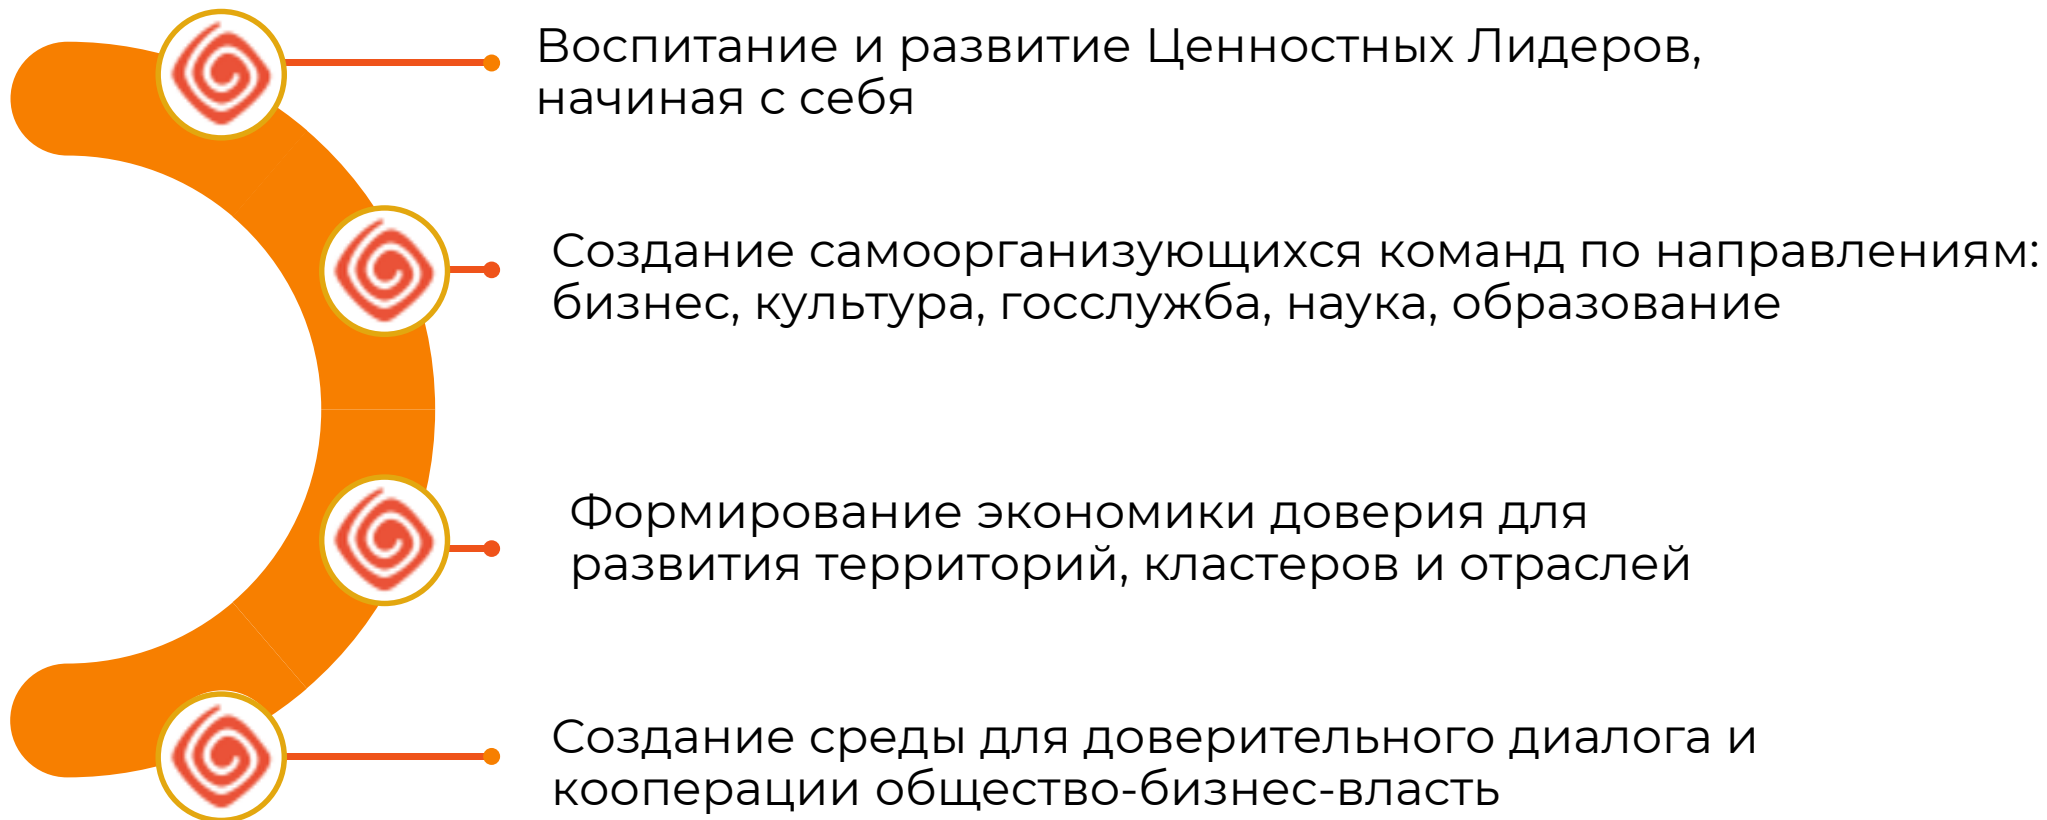 Воспитание и развитие Ценностных Лидеров,
начиная с себя
Создание самоорганизующихся команд по направлениям:
бизнес, культура, госслужба, наука, образование
Формирование экономики доверия для
развития территорий, кластеров и отраслей
Создание среды для доверительного диалога и
кооперации общество-бизнес-власть